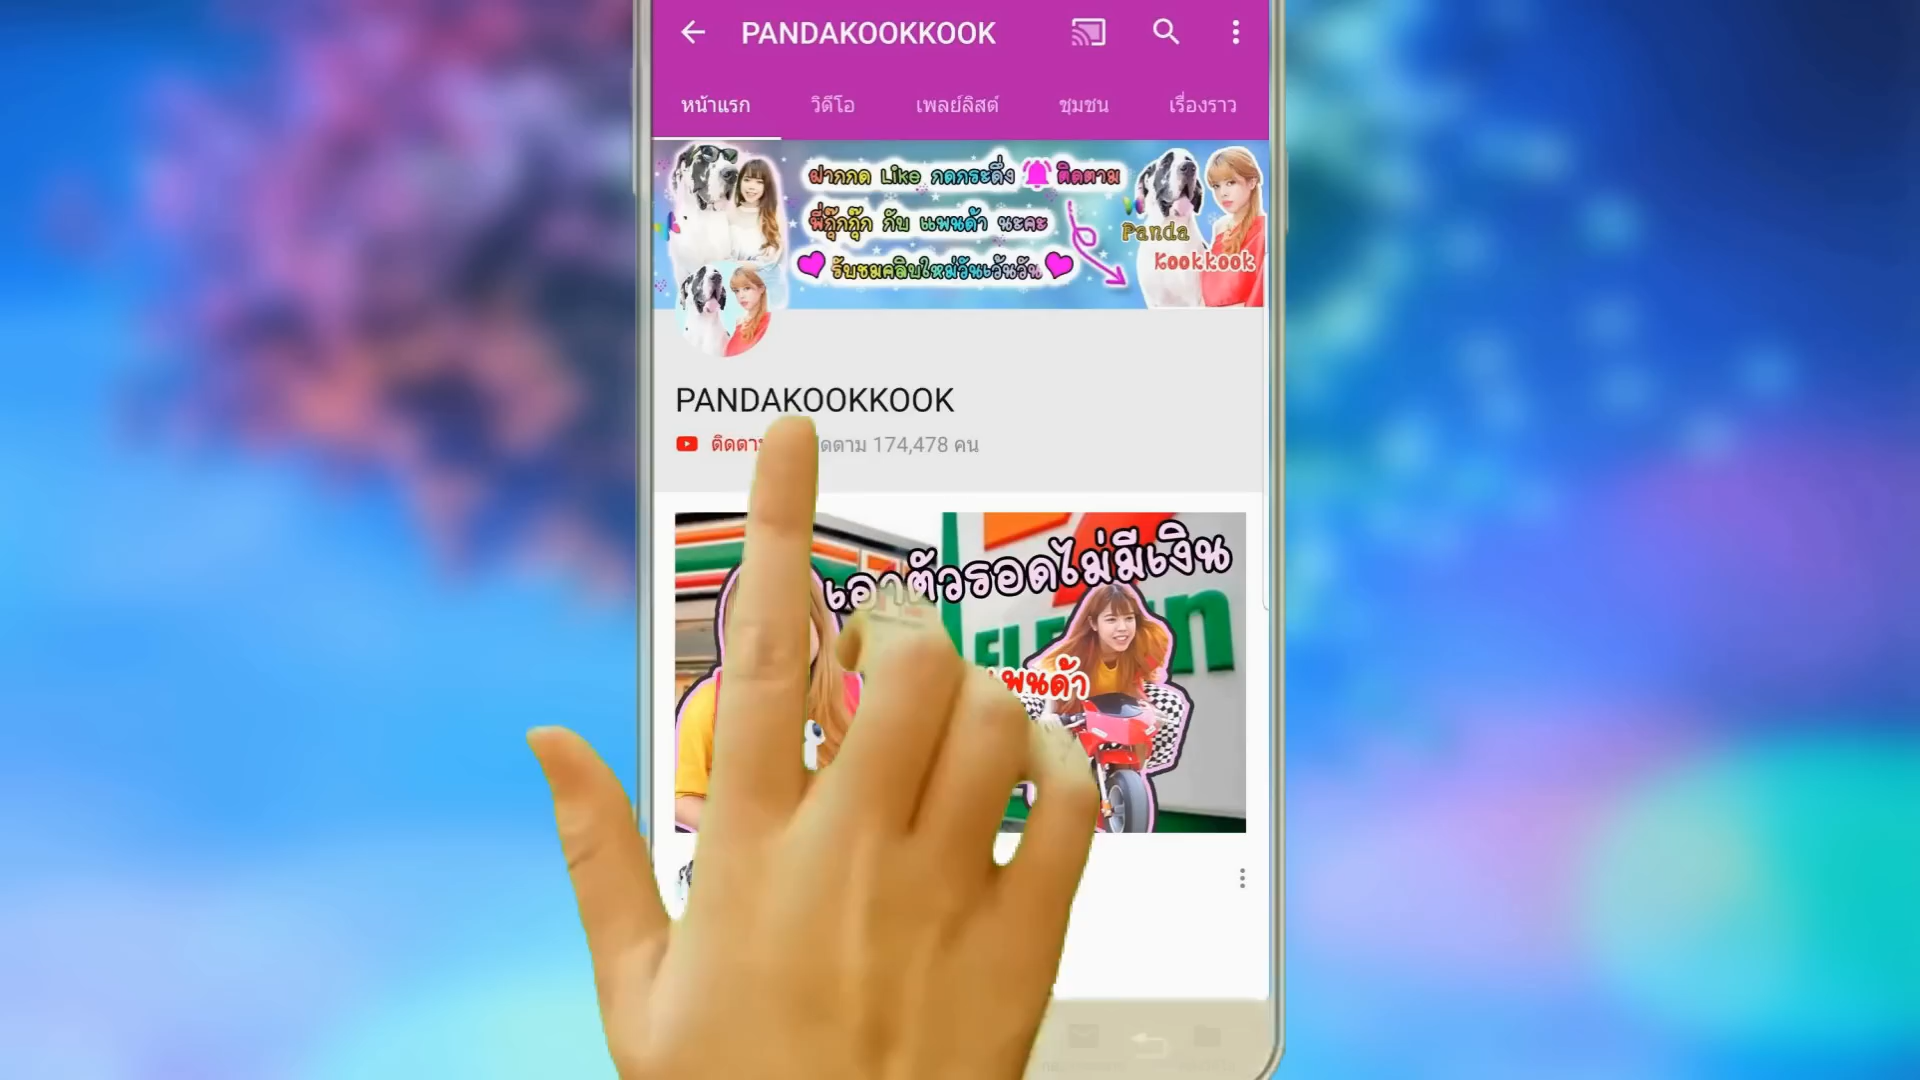 PANDAKOOKKOOK
หน้าแรก วิดีโอ เพลย์ลิสต์ ชุมชน เรื่องราว
ฝากกด Like กดกระดิ่ง ติดตาม
พี่กุ๊กกุ๊ก กับ แพนด้า นะคะ
รับชมคลิปใหม่วันเว้นวัน
Panda
Kookkook
PANDAKOOKKOOK
174,478 คน
เอาตัวรอดไม่มีเงิน
แพนด้า